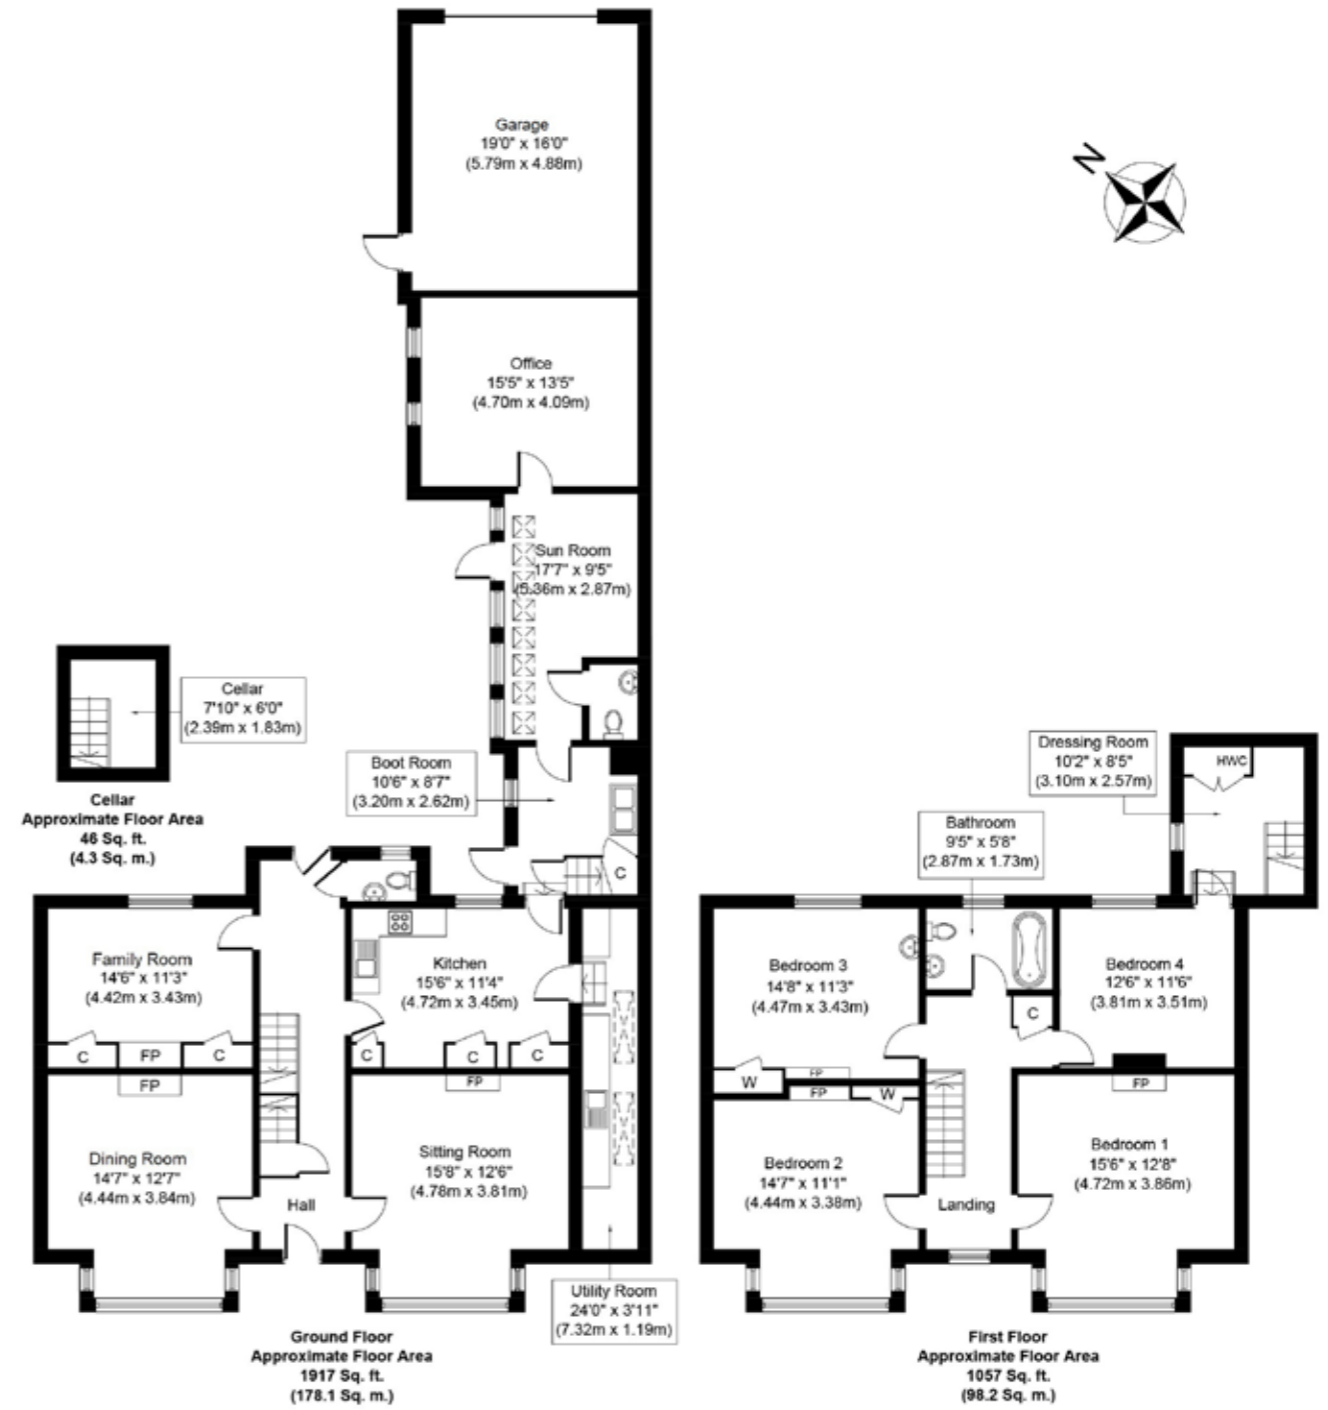 Garage
19'0" x 16'0"
(5.79m x 4.88m)
N
Office
15'5" x 13'5"
(4.70m x 4.09m)
Sun Room
17'7" x 9'5"
(5.36m x 2.87m)
Cellar
7'10" x 6'0"
(2.39m x 1.83m)
Cellar
Approximate Floor Area
46 Sq. ft.
(4.3 Sq. m.)
Boot Room
10'6" x 8'7"
(3.20m x 2.62m)
C
Family Room
14'6" x 11'3"
(4.42m x 3.43m)
C
FP
C
FP
Kitchen
15'6" x 11'4"
(4.72m x 3.45m)
C
C
C
FP
Dining Room
14'7" x 12'7"
(4.44m x 3.84m)
Hall
Sitting Room
15'8" x 12'6"
(4.78m x 3.81m)
Utility Room
24'0" x 3'11"
(7.32m x 1.19m)
Ground Floor
Approximate Floor Area
1917 Sq. ft.
(178.1 Sq. m.)
Dressing Room
10'2" x 8'5"
(3.10m x 2.57m)
HWC
Bathroom
9'5" x 5'8"
(2.87m x 1.73m)
Bedroom 3
14'8" x 11'3"
(4.47m x 3.43m)
W
FP
FP
W
Bedroom 4
12'6" x 11'6"
(3.81m x 3.51m)
C
FP
Bedroom 2
14'7" x 11'1"
(4.44m x 3.38m)
Landing
Bedroom 1
15'6" x 12'8"
(4.72m x 3.86m)
First Floor
Approximate Floor Area
1057 Sq. ft.
(98.2 Sq. m.)